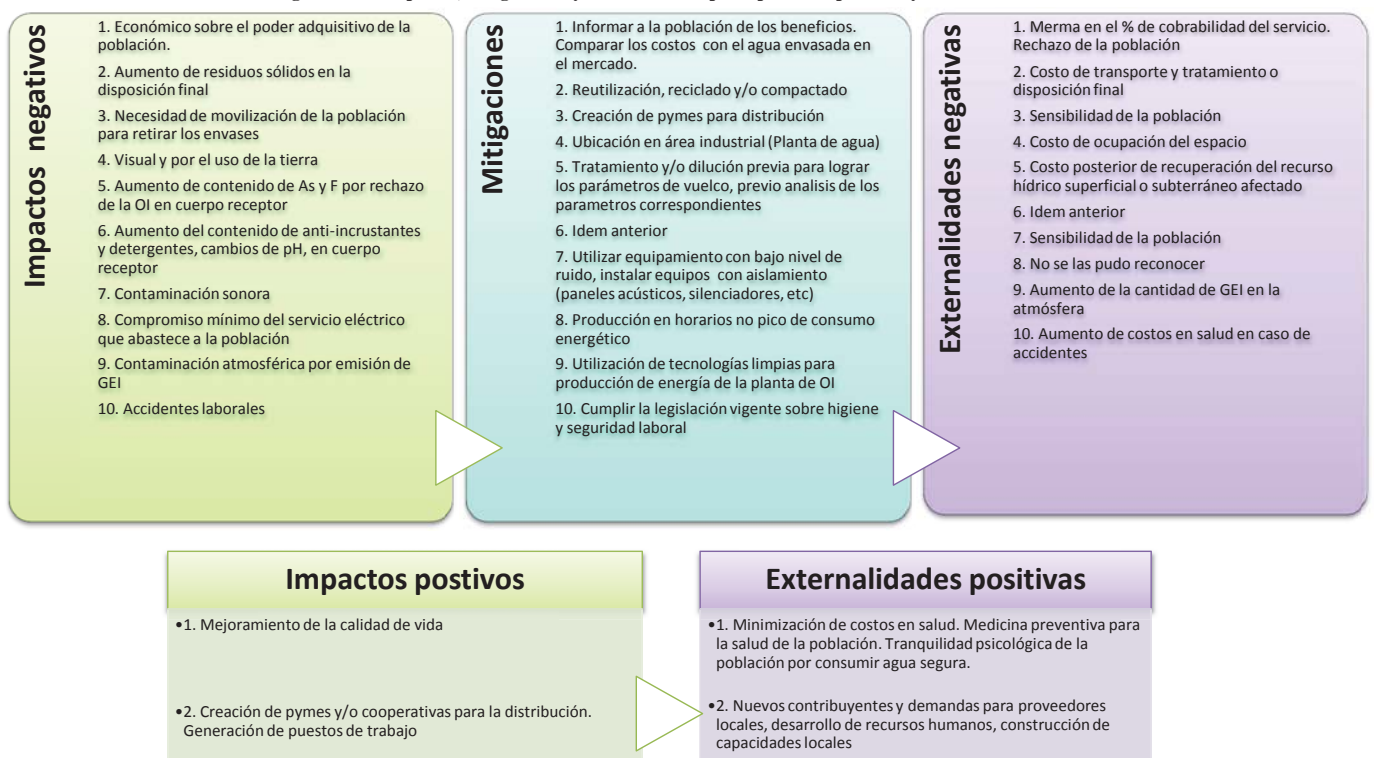 Impactos negativos
1. Económico sobre el poder adquisitivo de la
población.
2. Aumento de residuos sólidos en la
disposición final
3. Necesidad de movilización de la población
para retirar los envases
4. Visual y por el uso de la tierra
5. Aumento de contenido de As y F por rechazo
de la OI en cuerpo receptor
6. Aumento del contenido de anti-incrustantes
y detergentes, cambios de pH, en cuerpo
receptor
7. Contaminación sonora
8. Compromiso mínimo del servicio eléctrico
que abastece a la población
9. Contaminación atmosférica por emisión de
GEI
10. Accidentes laborales
Mitigaciones
1. Informar a la población de los beneficios.
Comparar los costos con el agua envasada en
el mercado.
2. Reutilización, reciclado y/o compactado
3. Creación de pymes para distribución
4. Ubicación en área industrial (Planta de agua)
5. Tratamiento y/o dilución previa para lograr
los parámetros de vuelco, previo analisis de los
parametros correspondientes
6. Idem anterior
7. Utilizar equipamiento con bajo nivel de
ruido, instalar equipos con aislamiento
(paneles acústicos, silenciadores, etc)
8. Producción en horarios no pico de consumo
energético
9. Utilización de tecnologías limpias para
producción de energía de la planta de OI
10. Cumplir la legislación vigente sobre higiene
y seguridad laboral
Externalidades negativas
1. Merma en el % de cobrabilidad del servicio.
Rechazo de la población
2. Costo de transporte y tratamiento o
disposición final
3. Sensibilidad de la población
4. Costo de ocupación del espacio
5. Costo posterior de recuperación del recurso
hídrico superficial o subterráneo afectado
6. Idem anterior
7. Sensibilidad de la población
8. No se las pudo reconocer
9. Aumento de la cantidad de GEI en la
atmósfera
10. Aumento de costos en salud en caso de
accidentes
Impactos postivos
•1. Mejoramiento de la calidad de vida
•2. Creación de pymes y/o cooperativas para la distribución.
Generación de puestos de trabajo
Externalidades positivas
•1. Minimización de costos en salud. Medicina preventiva para
la salud de la población. Tranquilidad psicológica de la
población por consumir agua segura.
•2. Nuevos contribuyentes y demandas para proveedores
locales, desarrollo de recursos humanos, construcción de
capacidades locales